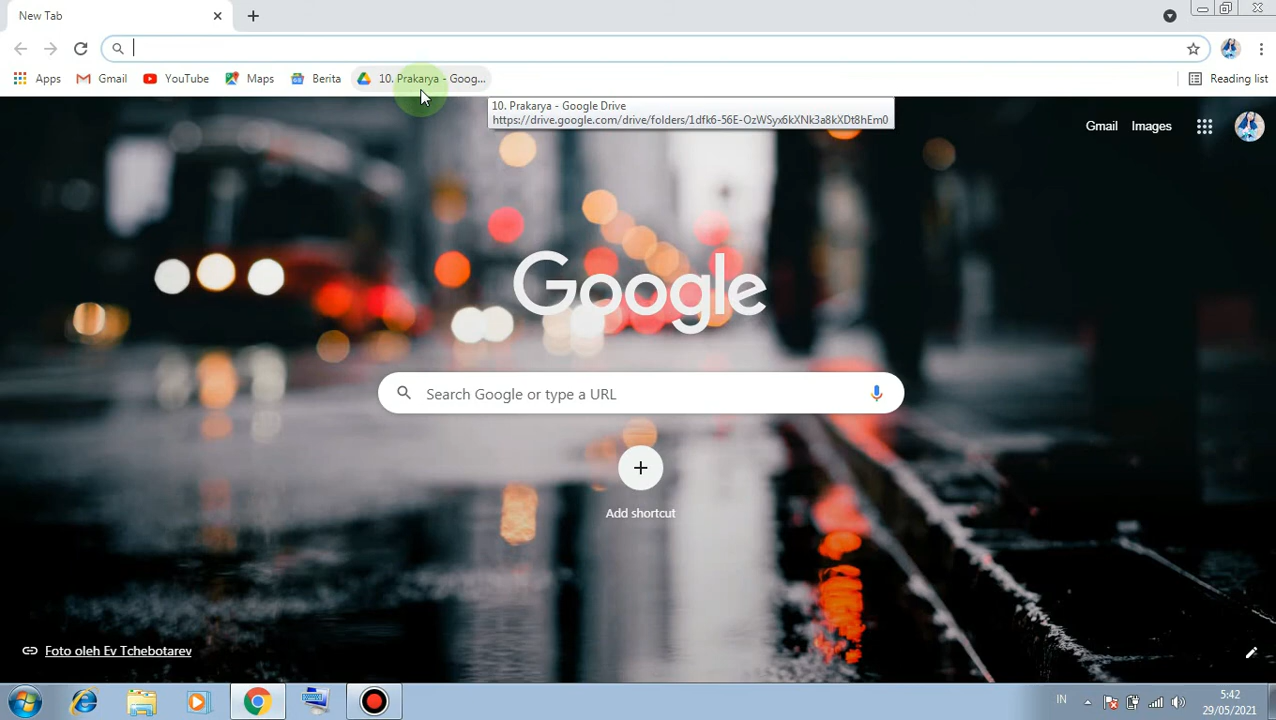 New Tab
Apps
Gmail
YouTube
Maps
Berita
10. Prakarya - Goog...
Reading list
10. Prakarya - Google Drive
https://drive.google.com/drive/folders/1dfk6-56E-OzWSyx6kXNk3a8kXDt8hEm0
Gmail
Images
Google
Search Google or type a URL
Add shortcut
Foto oleh Ev Tchebotarev
IN
5:42
29/05/2021